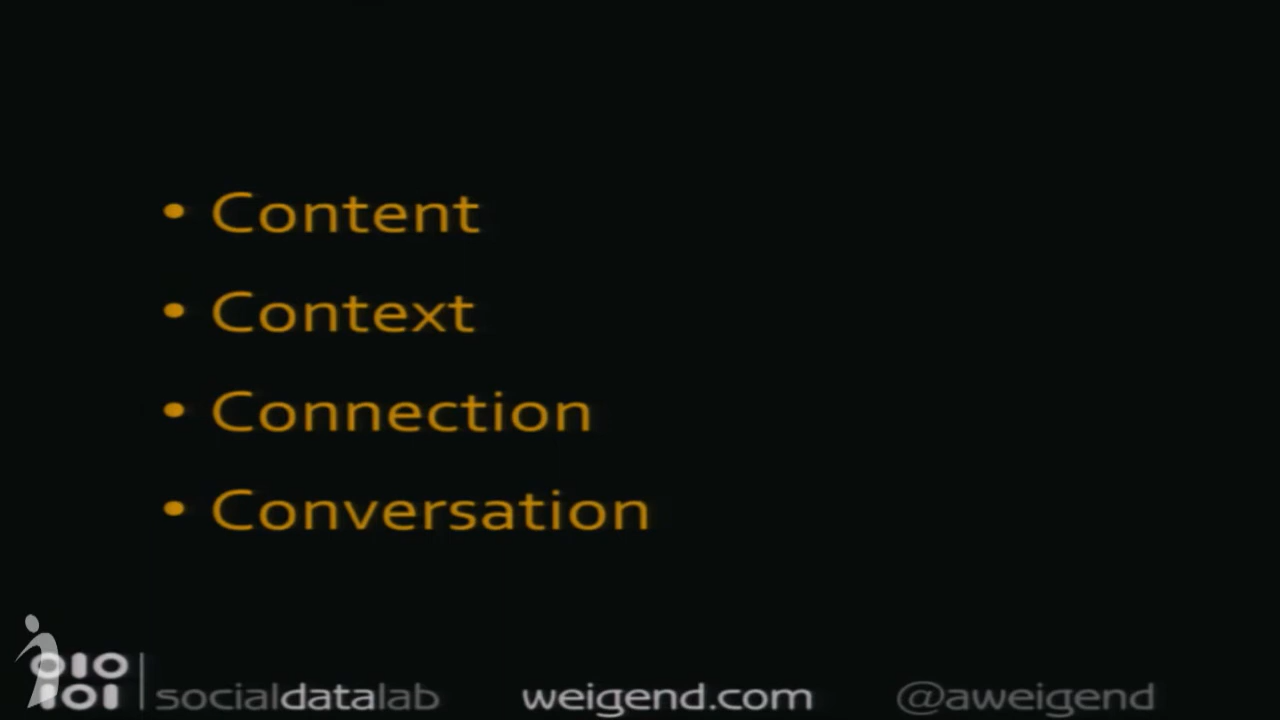 • Content
• Context
• Connection
• Conversation
010
101
socialdatalab
weigend.com
@aweigend